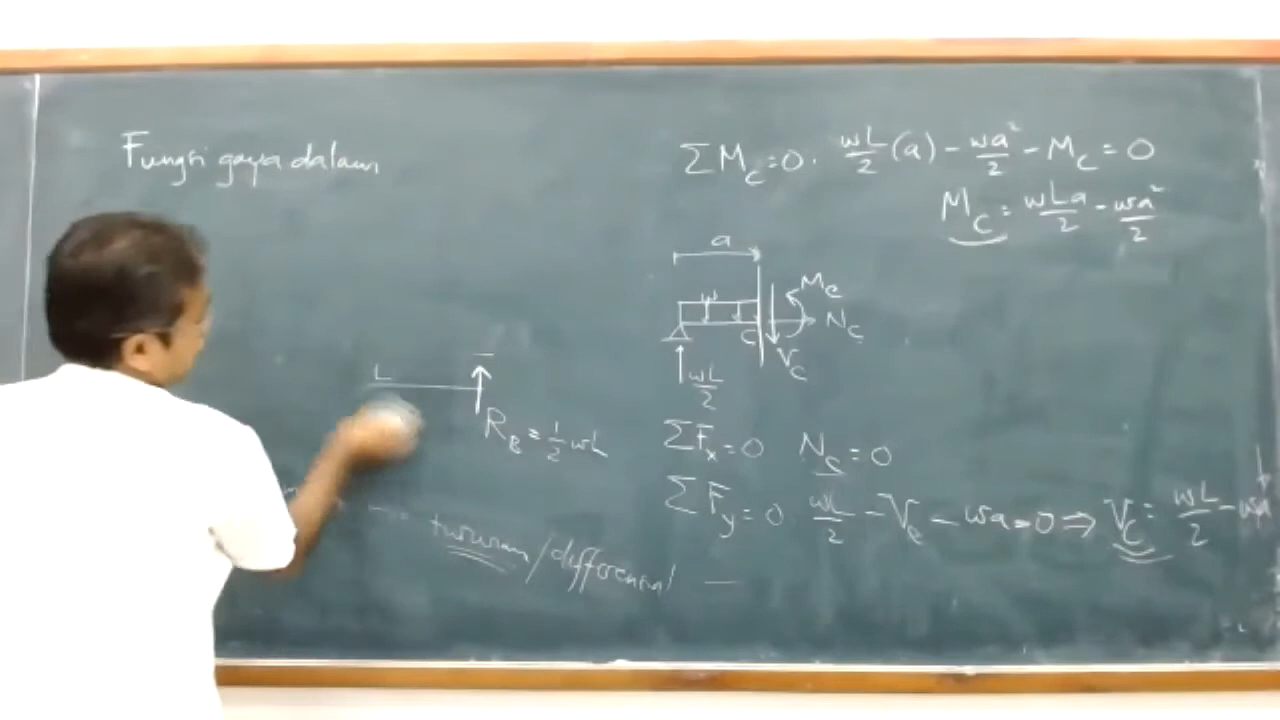 Fungsi gaya dalam
L
R_B = 1/2 wL
turunan/differensial —
ΣM_C = 0. wL/2 (a) - wa²/2 - M_C = 0
M_C = wLa/2 - wa²/2
a
w
M_C
N_C
C
V_C
wL/2
ΣF_x = 0 N_C = 0
ΣF_y = 0 wL/2 - V_C - wa = 0 ⇒ V_C = wL/2 - wa